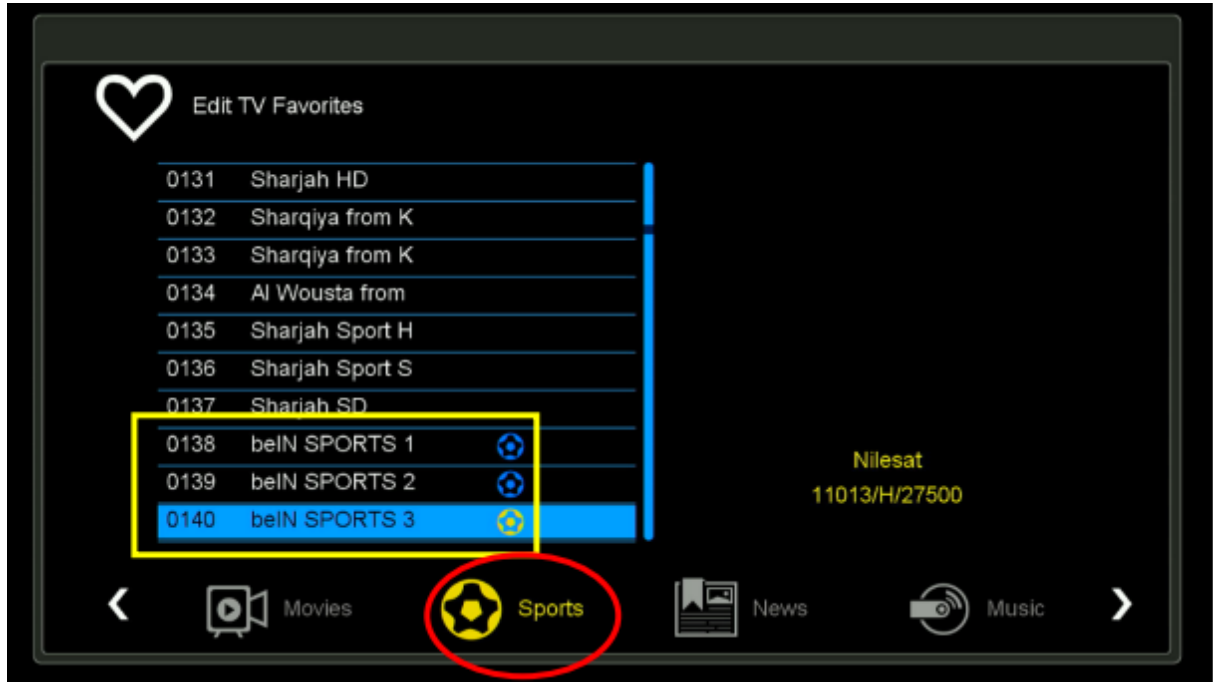 Edit TV Favorites
0131 Sharjah HD
0132 Sharqiya from K
0133 Sharqiya from K
0134 Al Wousta from
0135 Sharjah Sport H
0136 Sharjah Sport S
0137 Sharjah SD
0138 beIN SPORTS 1
0139 beIN SPORTS 2
0140 beIN SPORTS 3
Nilesat
11013/H/27500
Movies Sports News Music